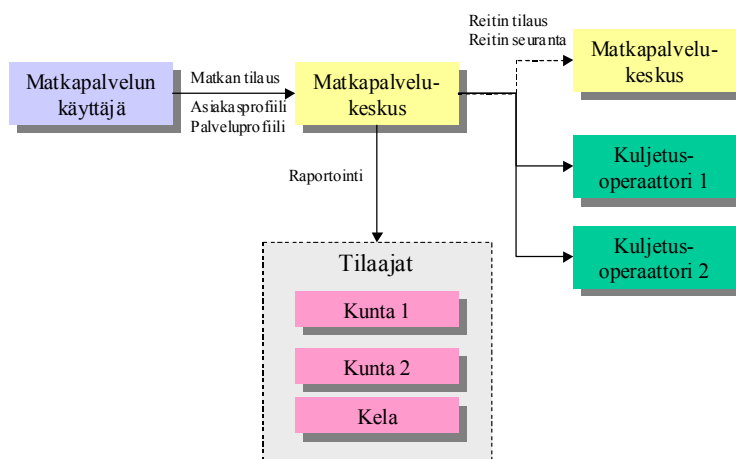 Matkapalvelun
käyttäjä
Matkan tilaus
Asiakasprofiili
Palveluprofiili
Matkapalvelu-
keskus
Reitin tilaus
Reitin seuranta
Matkapalvelu-
keskus
Kuljetus-
operaattori 1
Kuljetus-
operaattori 2
Raportointi
Tilaajat
Kunta 1
Kunta 2
Kela